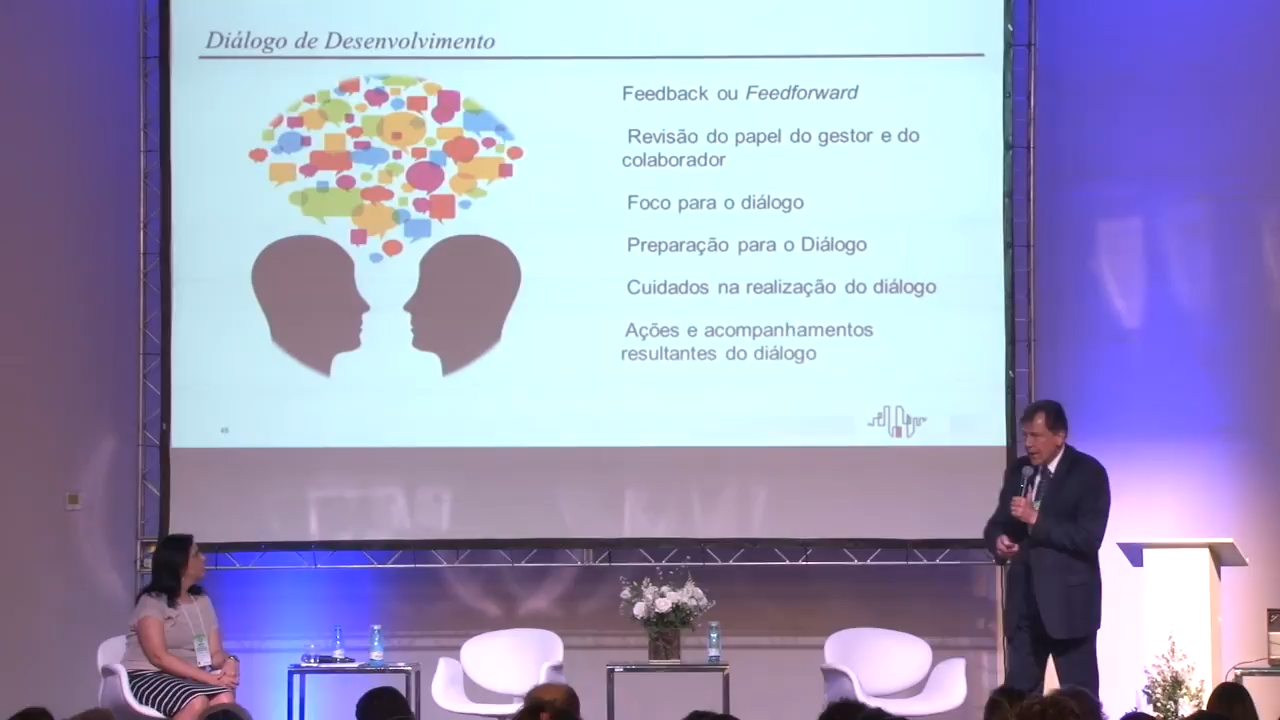 Diálogo de Desenvolvimento
Feedback ou Feedforward
Revisão do papel do gestor e do
colaborador
Foco para o diálogo
Preparação para o Diálogo
Cuidados na realização do diálogo
Ações e acompanhamentos
resultantes do diálogo